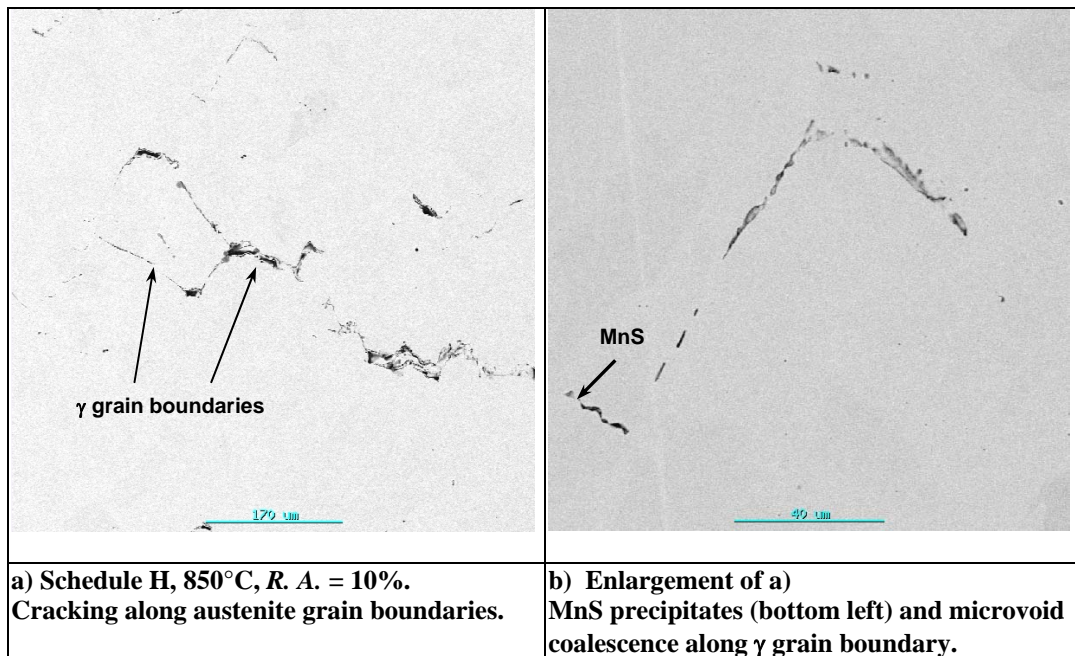 γ grain boundaries
170 um
MnS
40 um
a) Schedule H, 850°C, R. A. = 10%.
Cracking along austenite grain boundaries.
b) Enlargement of a)
MnS precipitates (bottom left) and microvoid
coalescence along γ grain boundary.